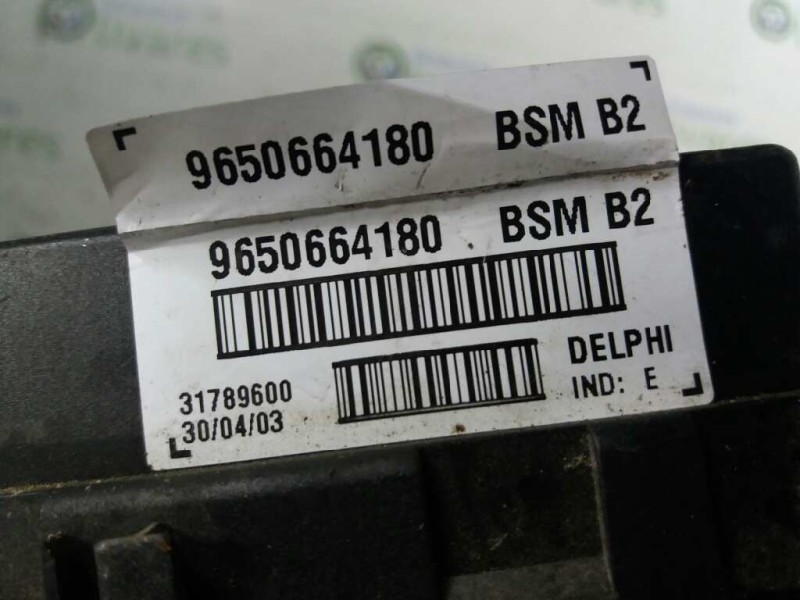 9650664180 BSM B2
9650664180 BSM B2
DELPHI
31789600
IND: E
30/04/03